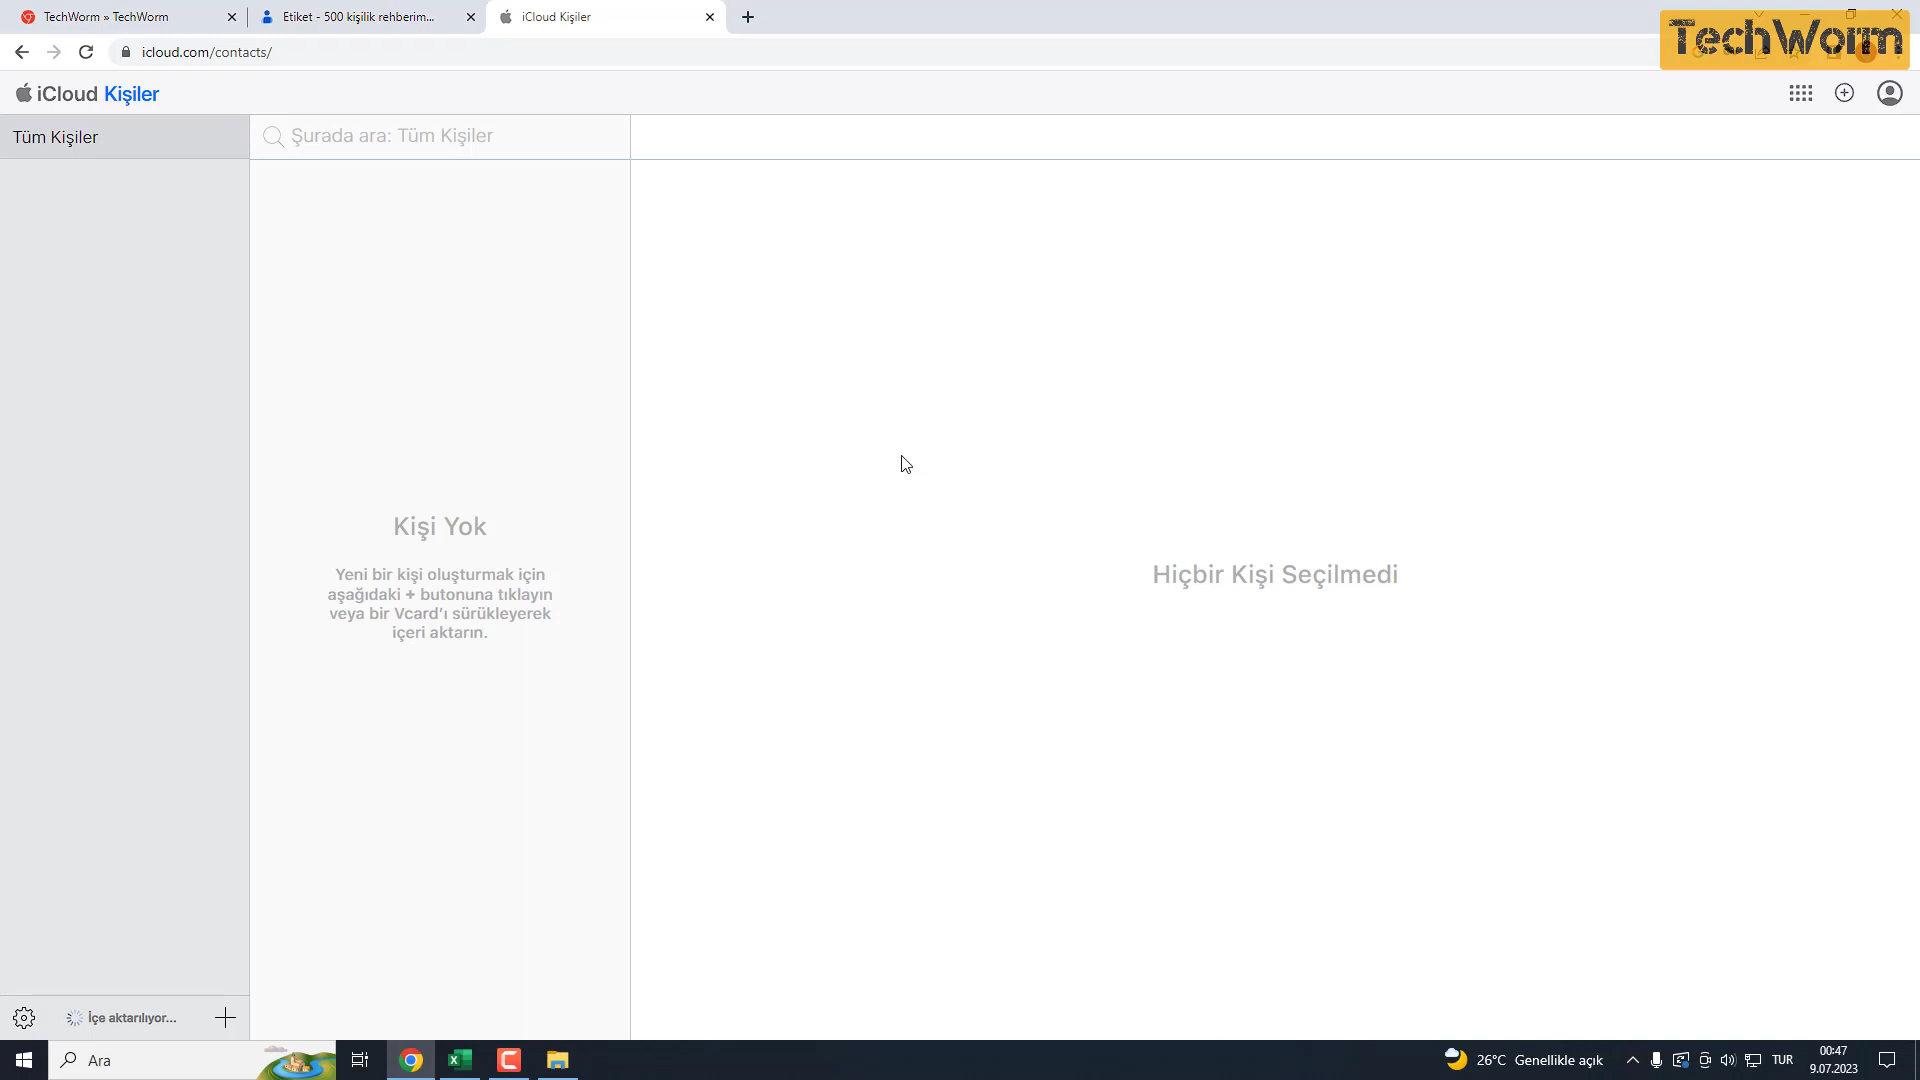 TechWorm » TechWorm
Etiket - 500 kişilik rehberim...
iCloud Kişiler
TechWorm
icloud.com/contacts/
iCloud Kişiler
Tüm Kişiler
Şurada ara: Tüm Kişiler
Kişi Yok
Yeni bir kişi oluşturmak için
aşağıdaki + butonuna tıklayın
veya bir Vcard'ı sürükleyerek
içeri aktarın.
Hiçbir Kişi Seçilmedi
İçe aktarılıyor...
Ara
26°C Genellikle açık
TUR
00:47
9.07.2023